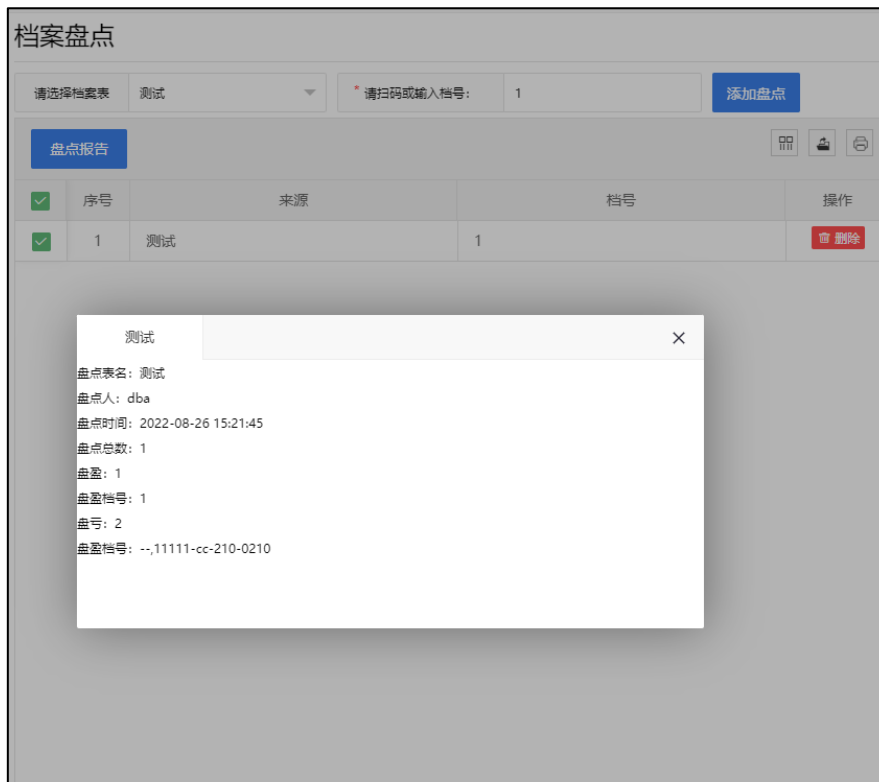 档案盘点
请选择档案表 测试 * 请扫码或输入档号： 1 添加盘点
盘点报告
序号 来源 档号 操作
1 测试 1 删除
测试
盘点表名：测试
盘点人：dba
盘点时间：2022-08-26 15:21:45
盘点总数：1
盘盈：1
盘盈档号：1
盘亏：2
盘盈档号：--,11111-cc-210-0210